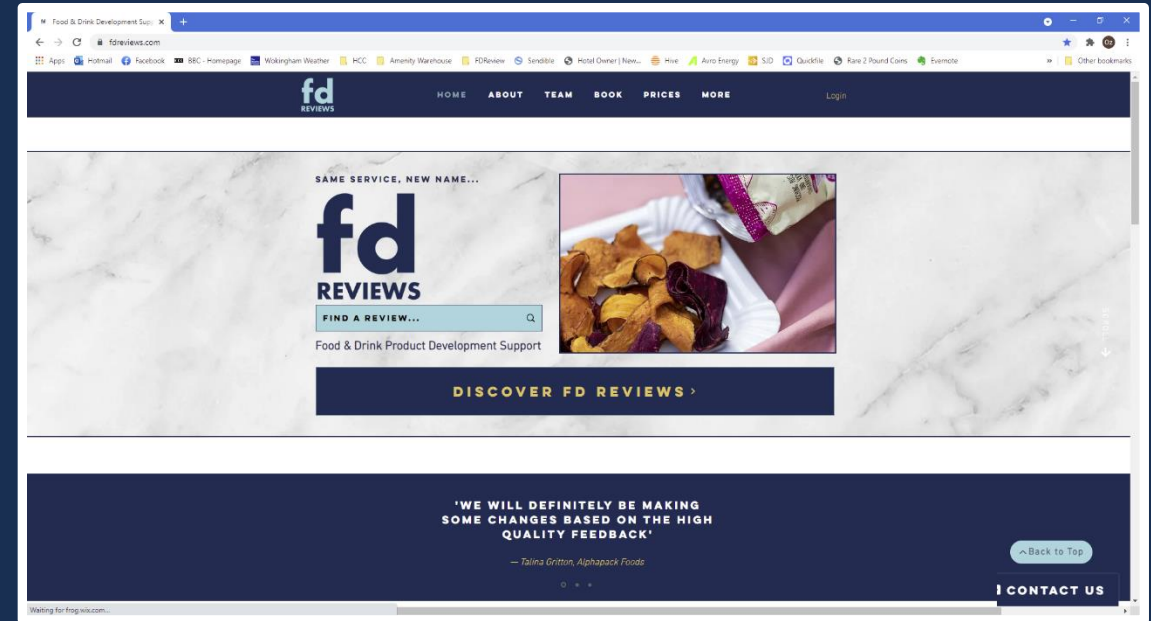 Food & Drink Development Sup
fdreviews.com
Apps Hotmail Facebook BBC - Homepage Wokingham Weather HCC Amenity Warehouse FDReview Sendible Hotel Owner | New... Hive Avro Energy SJD Quickfile Rare 2 Pound Coins Evernote » Other bookmarks
fd
REVIEWS
HOME ABOUT TEAM BOOK PRICES MORE Login
SAME SERVICE, NEW NAME...
fd
REVIEWS
FIND A REVIEW...
Food & Drink Product Development Support
DISCOVER FD REVIEWS >
'WE WILL DEFINITELY BE MAKING
SOME CHANGES BASED ON THE HIGH
QUALITY FEEDBACK'
— Talina Gritton, Alphapack Foods
Back to Top
CONTACT US
Waiting for frog.wix.com...